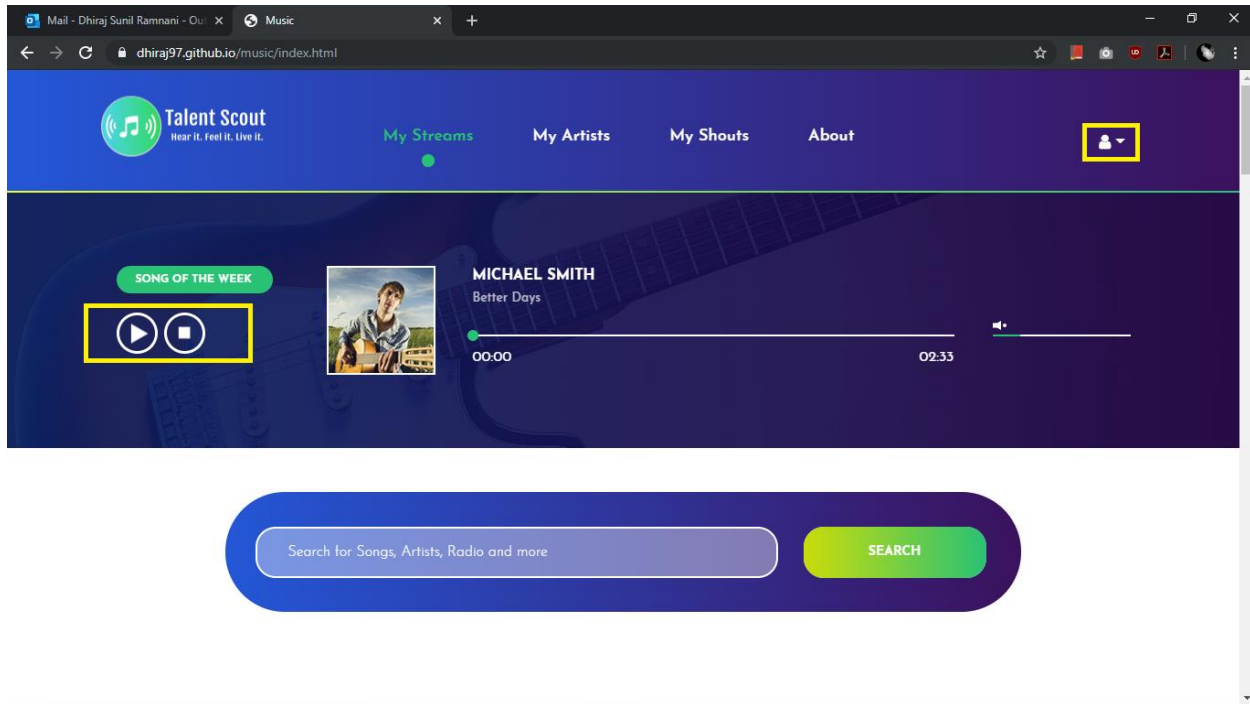 Mail - Dhiraj Sunil Ramnani - Ou
Music
dhiraj97.github.io/music/index.html
Talent Scout
Hear it. Feel it. Live it.
My Streams
My Artists
My Shouts
About
SONG OF THE WEEK
MICHAEL SMITH
Better Days
00:00
02:33
Search for Songs, Artists, Radio and more
SEARCH